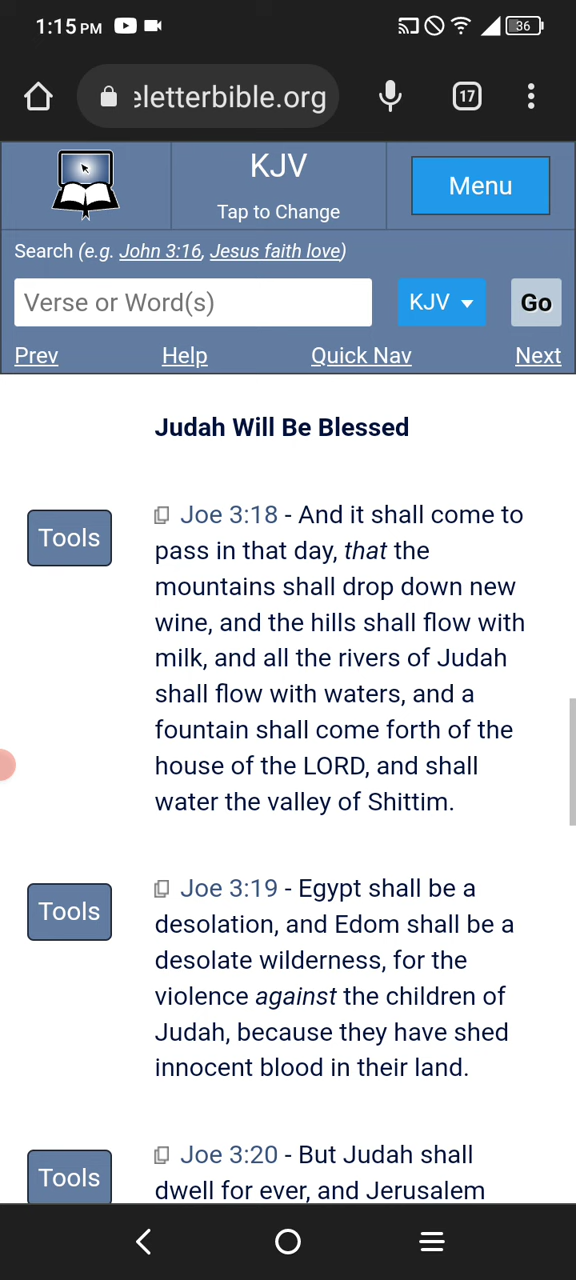 1:15 PM
36
eletterbible.org
17
KJV
Tap to Change
Menu
Search (e.g. John 3:16, Jesus faith love)
Verse or Word(s)
KJV
Go
Prev Help Quick Nav Next
Judah Will Be Blessed
Tools
Joe 3:18 - And it shall come to
pass in that day, that the
mountains shall drop down new
wine, and the hills shall flow with
milk, and all the rivers of Judah
shall flow with waters, and a
fountain shall come forth of the
house of the LORD, and shall
water the valley of Shittim.
Tools
Joe 3:19 - Egypt shall be a
desolation, and Edom shall be a
desolate wilderness, for the
violence against the children of
Judah, because they have shed
innocent blood in their land.
Tools
Joe 3:20 - But Judah shall
dwell for ever, and Jerusalem